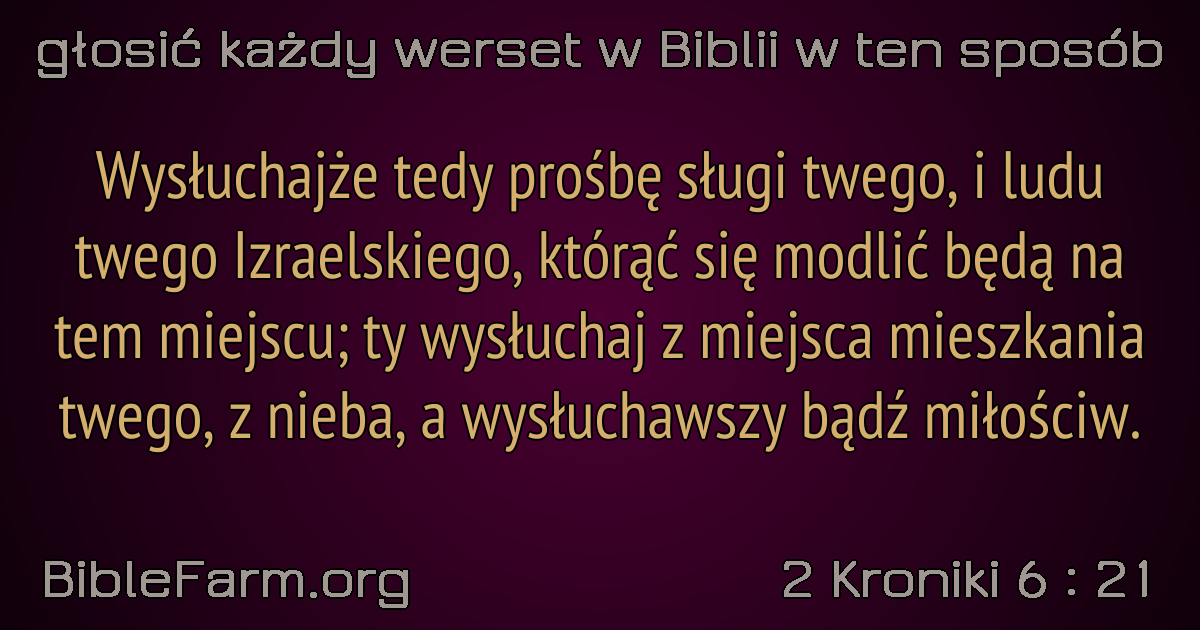 głosić każdy werset w Biblii w ten sposób
Wysłuchajże tedy prośbę sługi twego, i ludu
twego Izraelskiego, którąć się modlić będą na
tem miejscu; ty wysłuchaj z miejsca mieszkania
twego, z nieba, a wysłuchawszy bądź miłościw.
BibleFarm.org
2 Kroniki 6 : 21